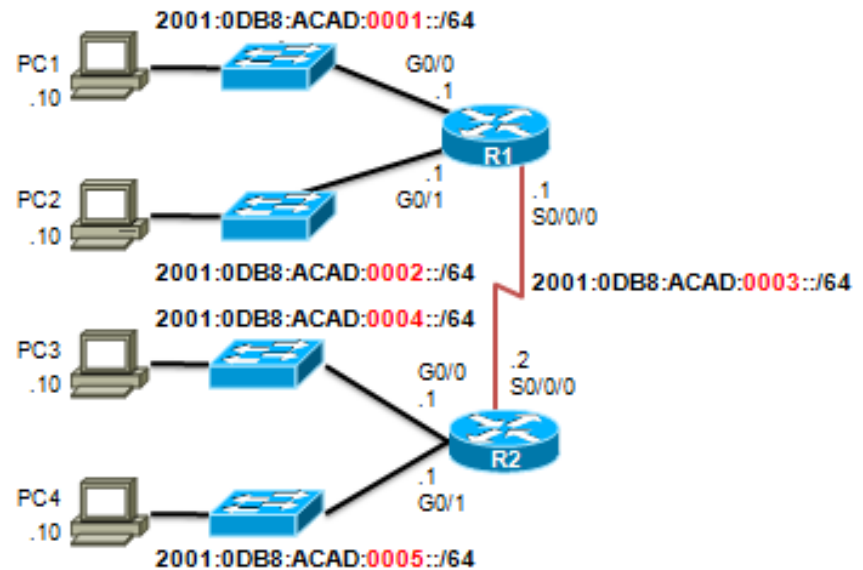 2001:0DB8:ACAD:0001::/64
PC1
.10
G0/0
.1
R1
PC2
.10
.1
G0/1
.1
S0/0/0
2001:0DB8:ACAD:0002::/64
2001:0DB8:ACAD:0003::/64
2001:0DB8:ACAD:0004::/64
PC3
.10
G0/0
.1
.2
S0/0/0
R2
PC4
.10
.1
G0/1
2001:0DB8:ACAD:0005::/64